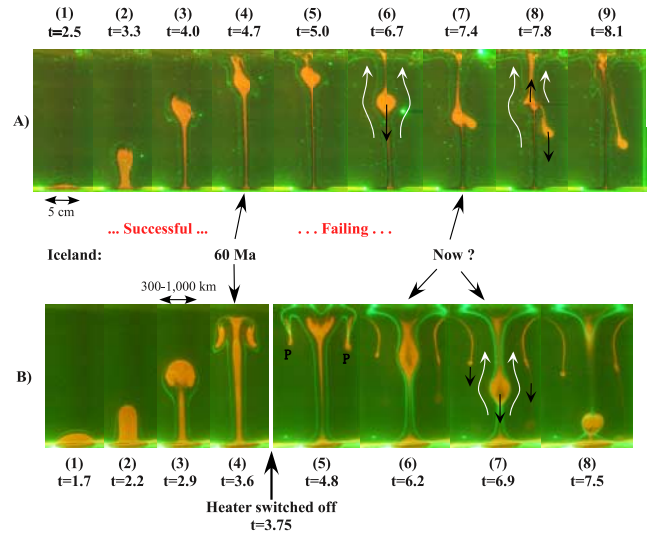 (1) (2) (3) (4) (5) (6) (7) (8) (9)
t=2.5 t=3.3 t=4.0 t=4.7 t=5.0 t=6.7 t=7.4 t=7.8 t=8.1
A)
5 cm
... Successful ... . . . Failing . . .
Iceland: 60 Ma Now ?
300-1,000 km
B)
P P
(1) (2) (3) (4) (5) (6) (7) (8)
t=1.7 t=2.2 t=2.9 t=3.6 t=4.8 t=6.2 t=6.9 t=7.5
Heater switched off
t=3.75